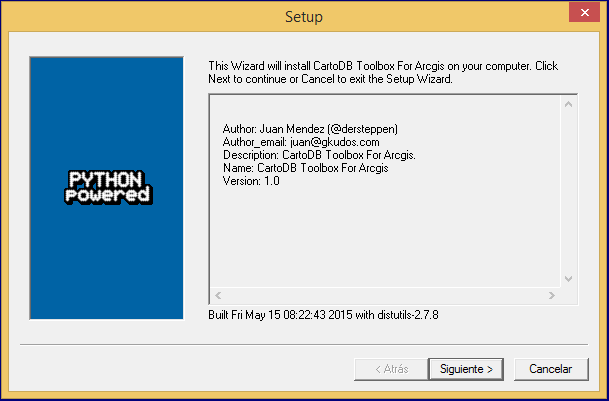 Setup
This Wizard will install CartoDB Toolbox For Arcgis on your computer. Click
Next to continue or Cancel to exit the Setup Wizard.
PYTHON
powered
Author: Juan Mendez (@dersteppen)
Author_email: juan@gkudos.com
Description: CartoDB Toolbox For Arcgis.
Name: CartoDB Toolbox For Arcgis
Version: 1.0
Built Fri May 15 08:22:43 2015 with distutils-2.7.8
< Atrás
Siguiente >
Cancelar